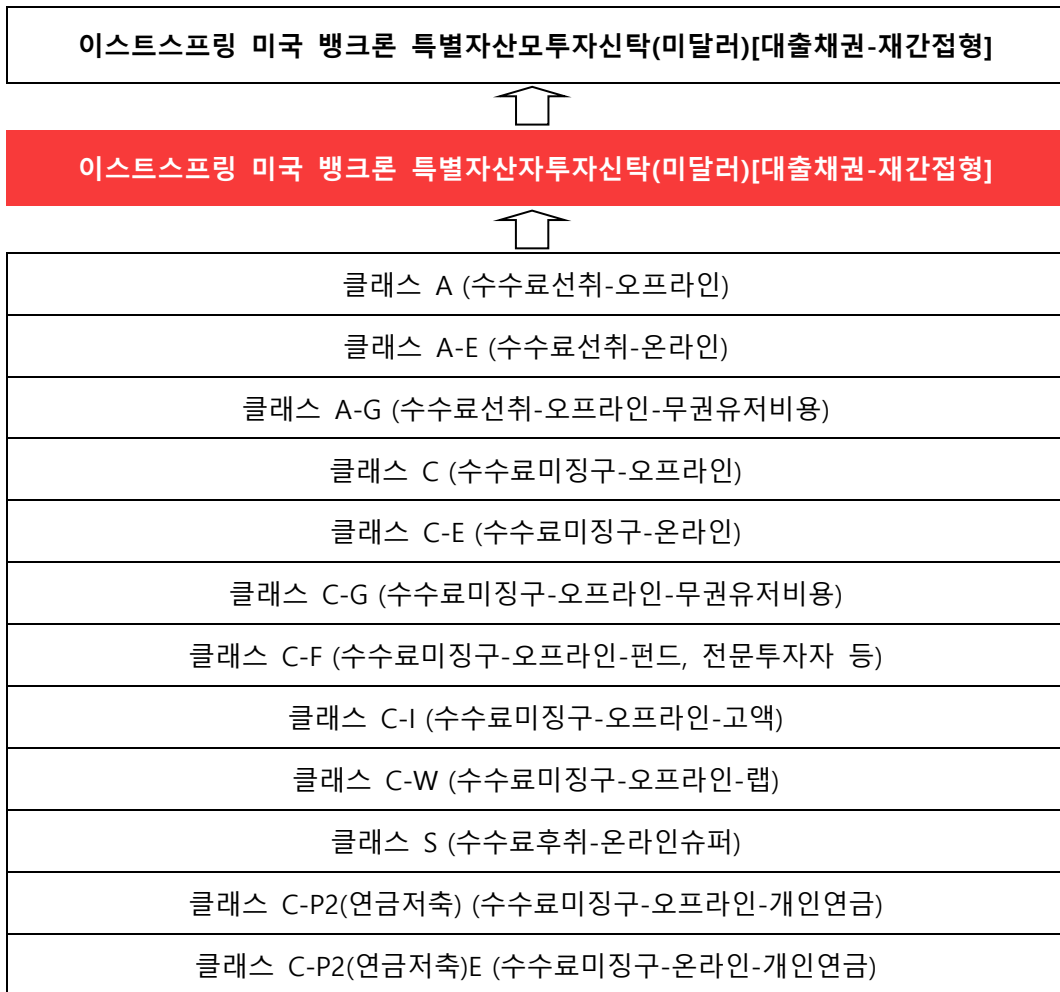 이스트스프링 미국 뱅크론 특별자산모투자신탁(미달러)[대출채권-재간접형]
이스트스프링 미국 뱅크론 특별자산자투자신탁(미달러)[대출채권-재간접형]
클래스 A (수수료선취-오프라인)
클래스 A-E (수수료선취-온라인)
클래스 A-G (수수료선취-오프라인-무권유저비용)
클래스 C (수수료미징구-오프라인)
클래스 C-E (수수료미징구-온라인)
클래스 C-G (수수료미징구-오프라인-무권유저비용)
클래스 C-F (수수료미징구-오프라인-펀드, 전문투자자 등)
클래스 C-I (수수료미징구-오프라인-고액)
클래스 C-W (수수료미징구-오프라인-랩)
클래스 S (수수료후취-온라인슈퍼)
클래스 C-P2(연금저축) (수수료미징구-오프라인-개인연금)
클래스 C-P2(연금저축)E (수수료미징구-온라인-개인연금)